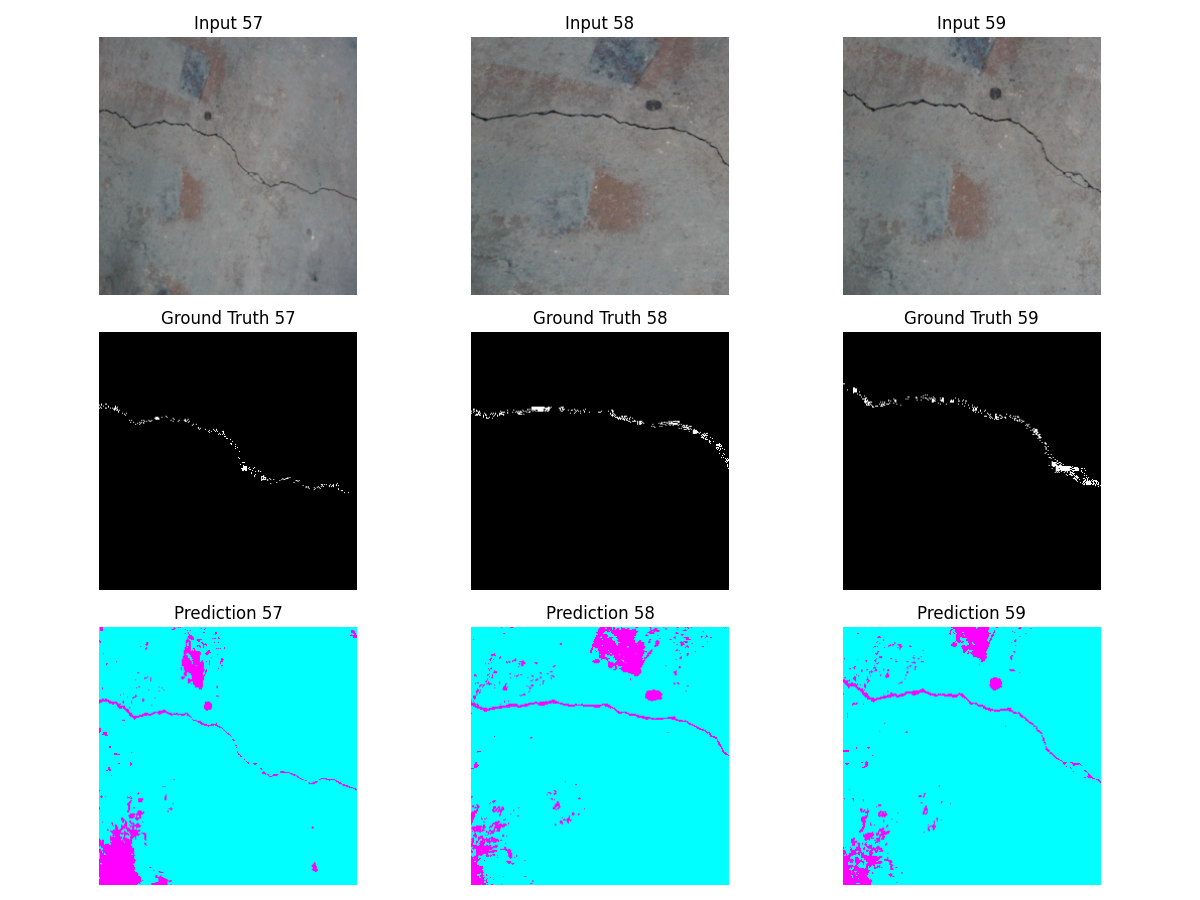 Input 57
Input 58
Input 59
Ground Truth 57
Ground Truth 58
Ground Truth 59
Prediction 57
Prediction 58
Prediction 59